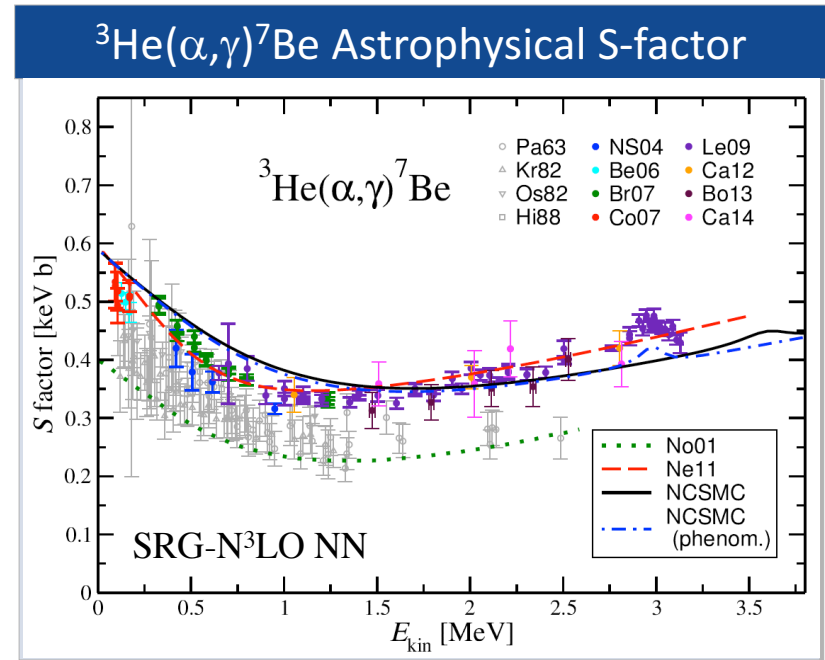 ³He(α,γ)⁷Be Astrophysical S-factor
³He(α,γ)⁷Be
Pa63
Kr82
Os82
Hi88
NS04
Be06
Br07
Co07
Le09
Ca12
Bo13
Ca14
S factor [keV b]
0.8
0.7
0.6
0.5
0.4
0.3
0.2
0.1
0
SRG-N³LO NN
No01
Ne11
NCSMC
NCSMC
(phenom.)
0
0.5
1
1.5
2
2.5
3
3.5
E_kin [MeV]